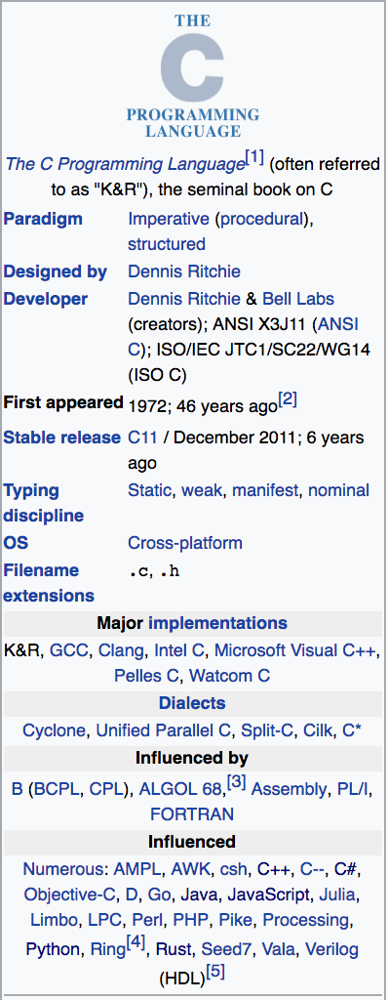 THE
C
PROGRAMMING
LANGUAGE
The C Programming Language[1] (often referred
to as "K&R"), the seminal book on C
Paradigm Imperative (procedural),
structured
Designed by Dennis Ritchie
Developer Dennis Ritchie & Bell Labs
(creators); ANSI X3J11 (ANSI
C); ISO/IEC JTC1/SC22/WG14
(ISO C)
First appeared 1972; 46 years ago[2]
Stable release C11 / December 2011; 6 years
ago
Typing Static, weak, manifest, nominal
discipline
OS Cross-platform
Filename .c, .h
extensions
Major implementations
K&R, GCC, Clang, Intel C, Microsoft Visual C++,
Pelles C, Watcom C
Dialects
Cyclone, Unified Parallel C, Split-C, Cilk, C*
Influenced by
B (BCPL, CPL), ALGOL 68,[3] Assembly, PL/I,
FORTRAN
Influenced
Numerous: AMPL, AWK, csh, C++, C--, C#,
Objective-C, D, Go, Java, JavaScript, Julia,
Limbo, LPC, Perl, PHP, Pike, Processing,
Python, Ring[4], Rust, Seed7, Vala, Verilog
(HDL)[5]